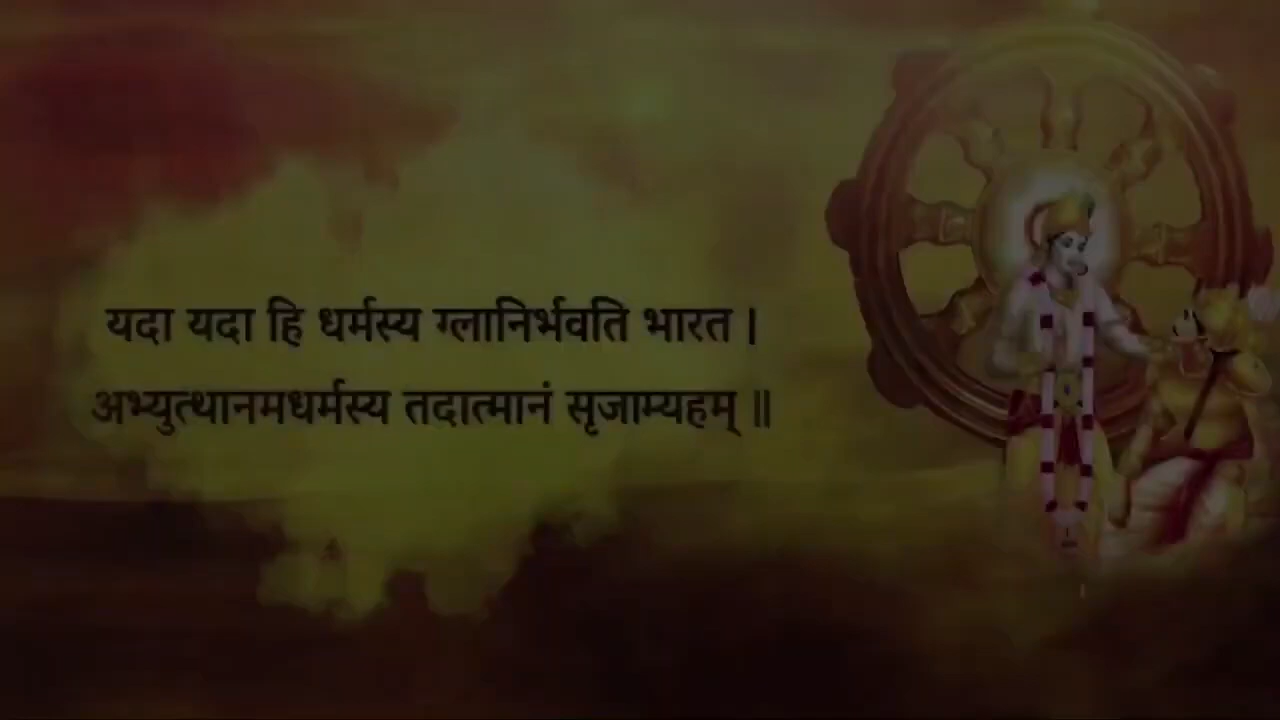 यदा यदा हि धर्मस्य ग्लानिर्भवति भारत ।
अभ्युत्थानमधर्मस्य तदात्मानं सृजाम्यहम् ॥